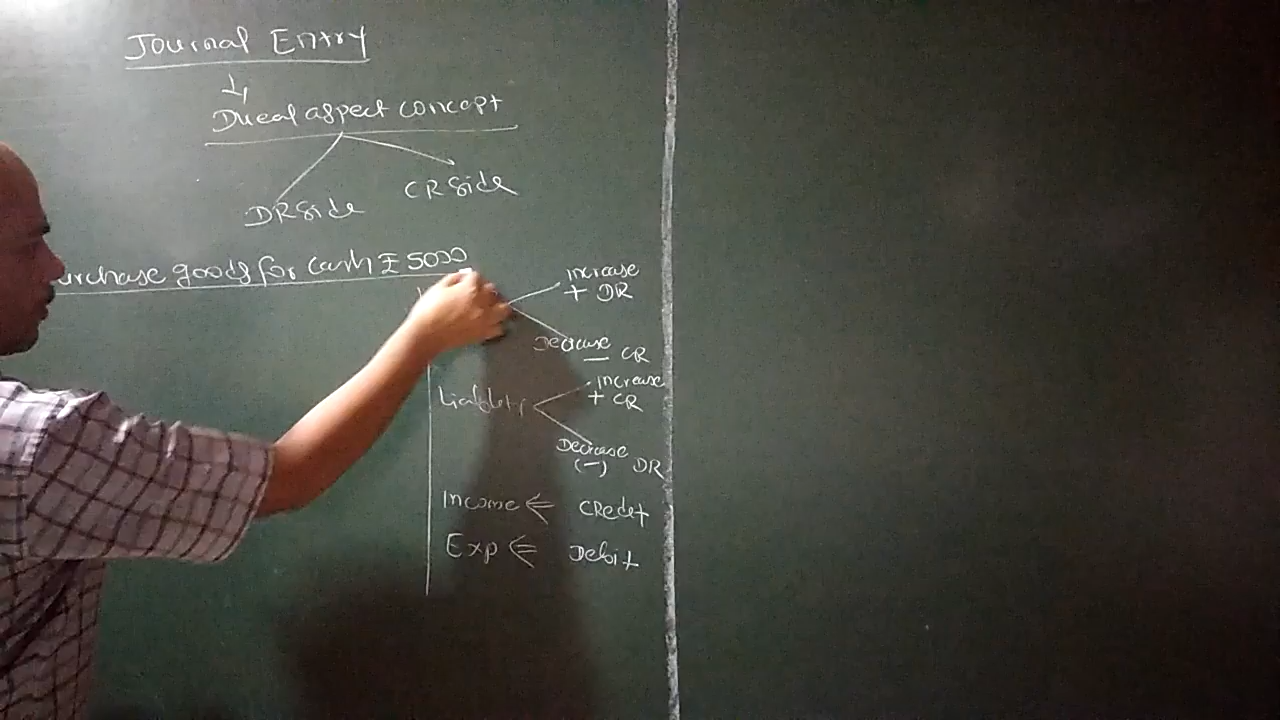 Journal Entry
Dueal aspect concept
DR Side CR Side
urchase goods for cash ₹ 5000
increase
+ DR
Decrease
— CR
Liability
increase
+ CR
Decrease
(-) DR
Income ⇐ CRedit
Exp ⇐ Debit